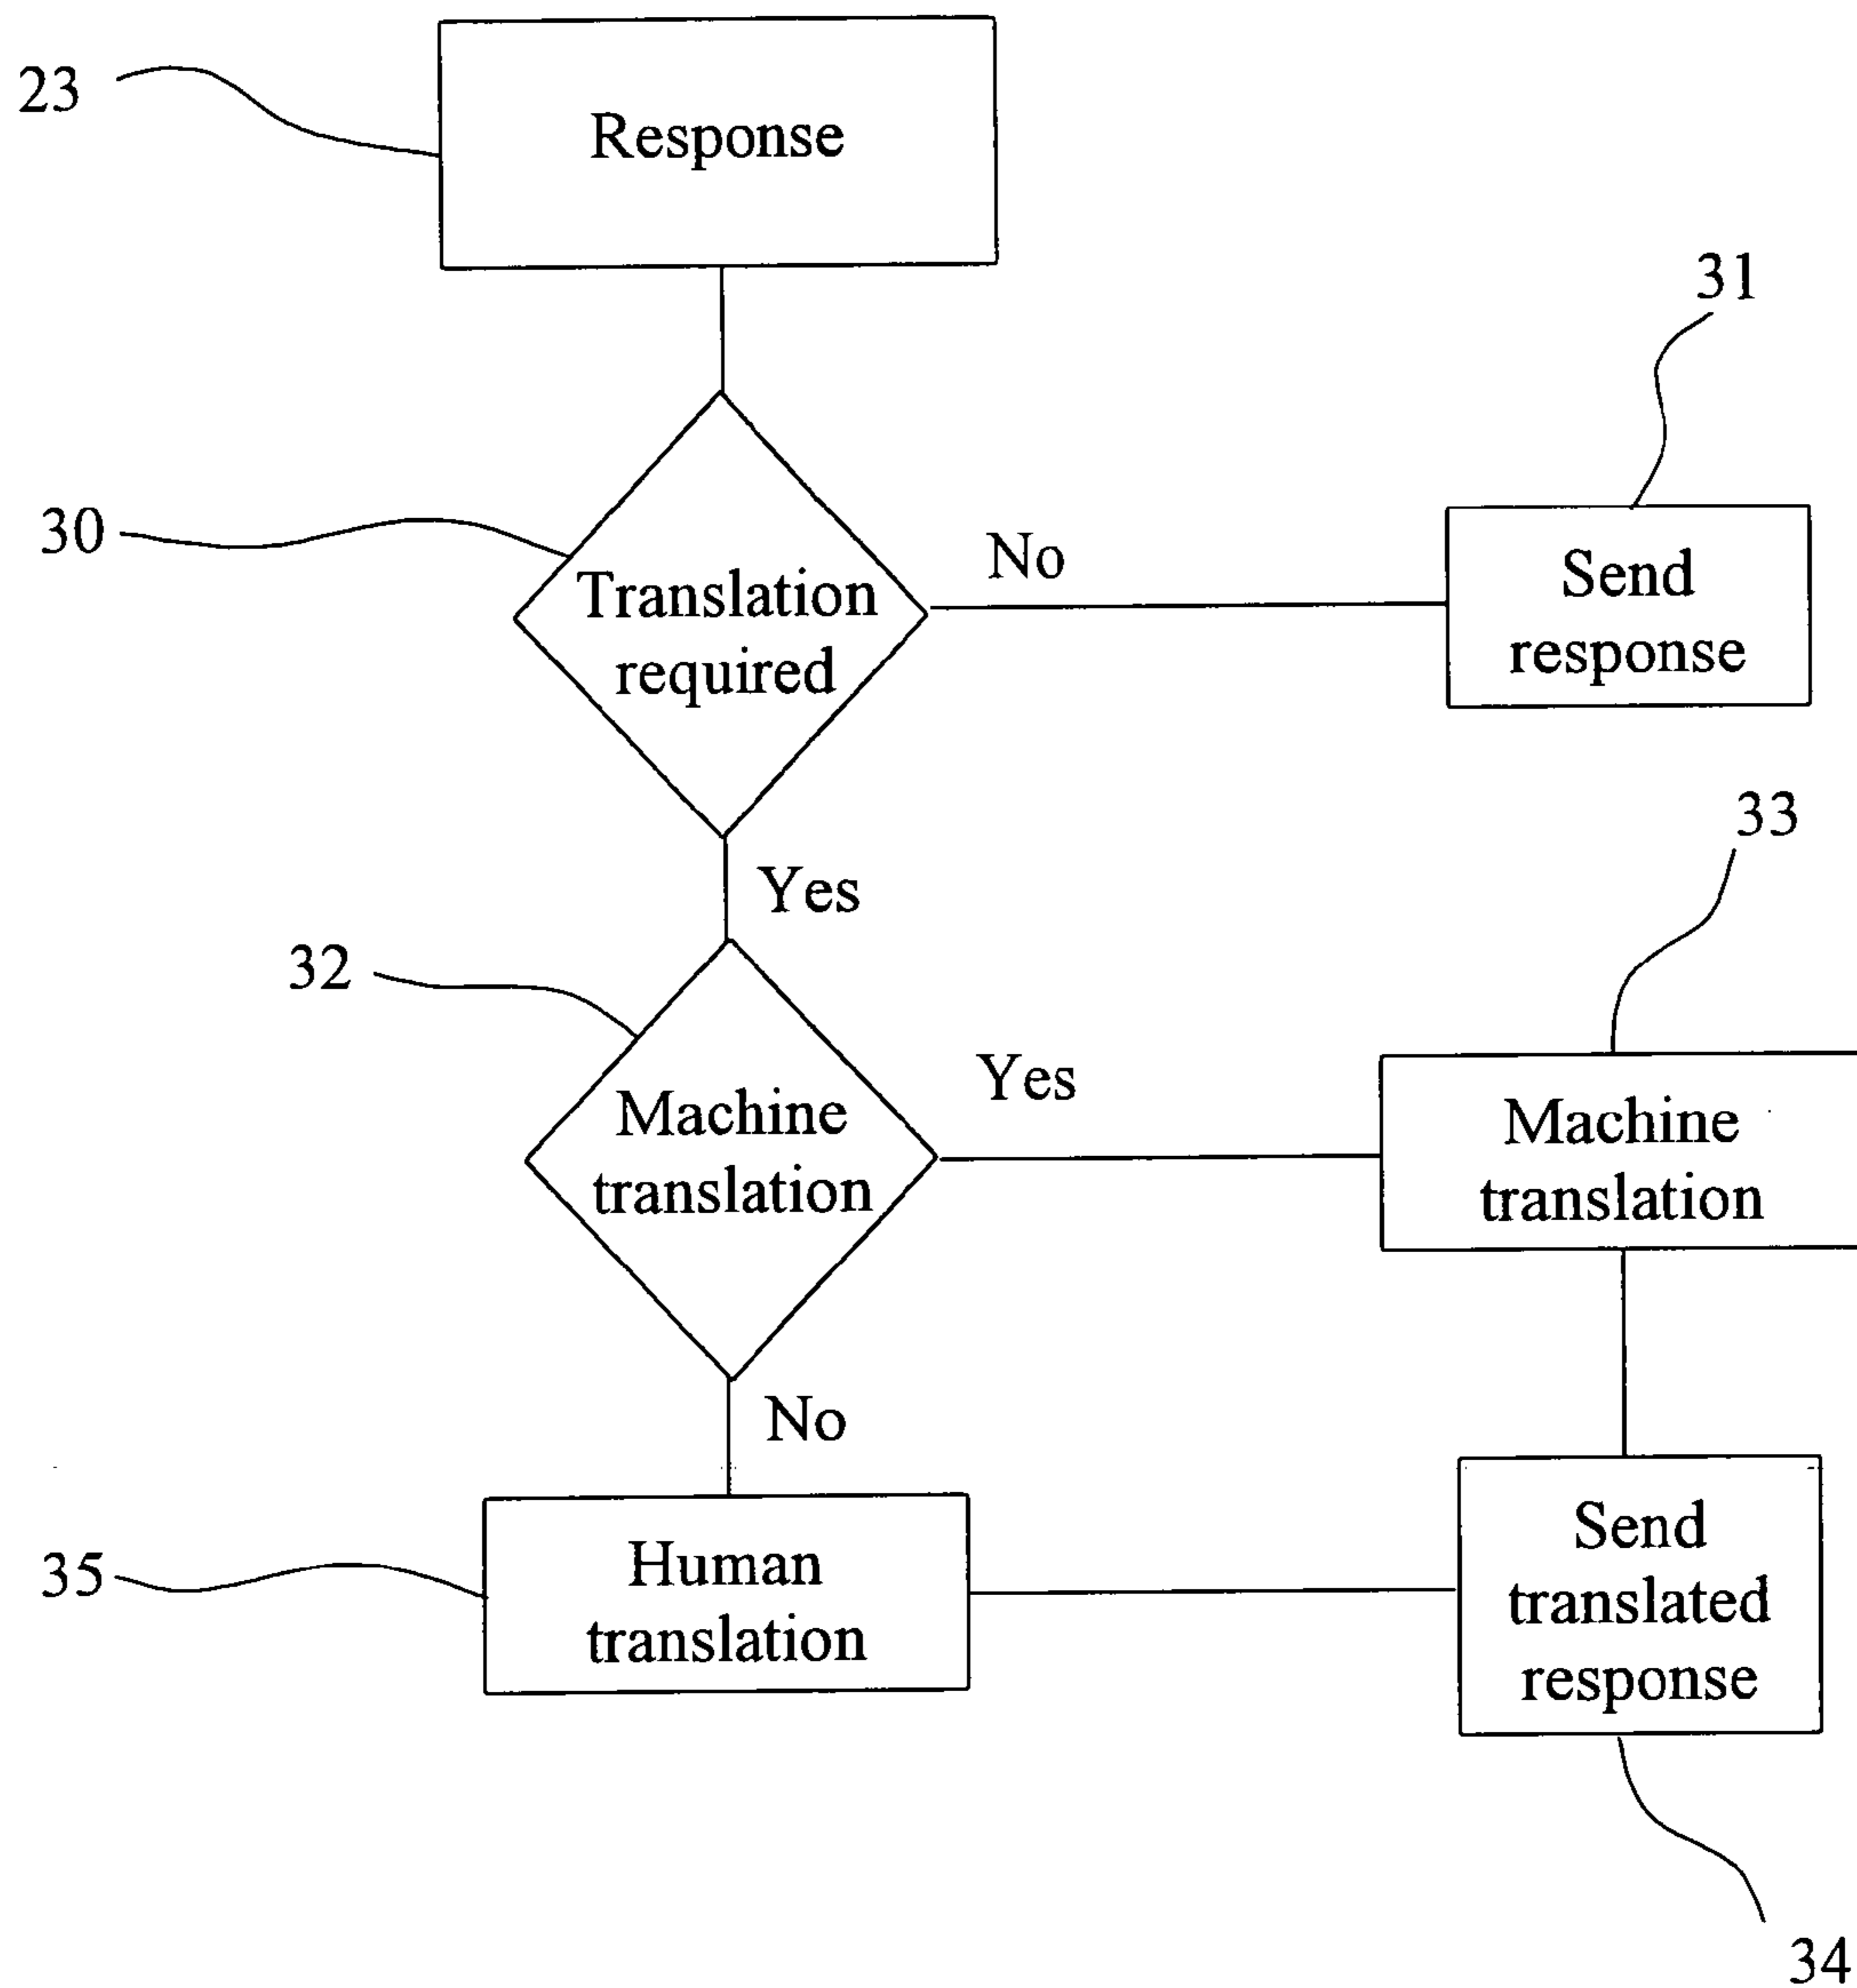 23
Response
31
30
No
Send
response
Translation
required
33
Yes
32
Yes
Machine
translation
Machine
translation
No
35
Human
translation
Send
translated
response
34